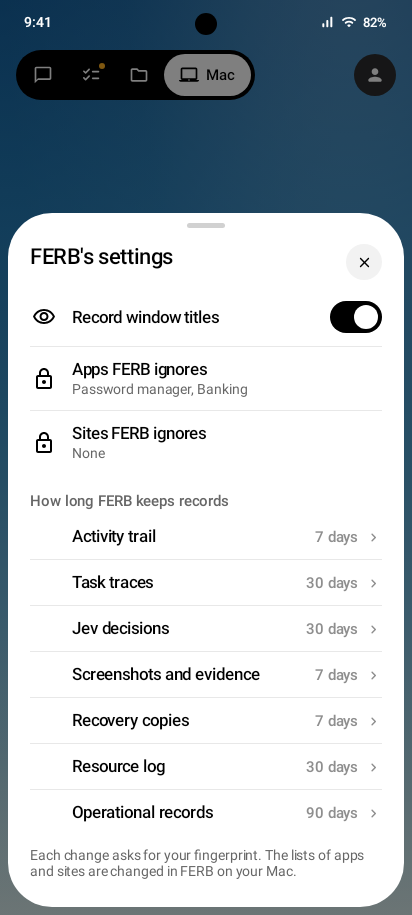 9:41
82%
Mac
FERB's settings
Record window titles
Apps FERB ignores
Password manager, Banking
Sites FERB ignores
None
How long FERB keeps records
Activity trail 7 days
Task traces 30 days
Jev decisions 30 days
Screenshots and evidence 7 days
Recovery copies 7 days
Resource log 30 days
Operational records 90 days
Each change asks for your fingerprint. The lists of apps
and sites are changed in FERB on your Mac.